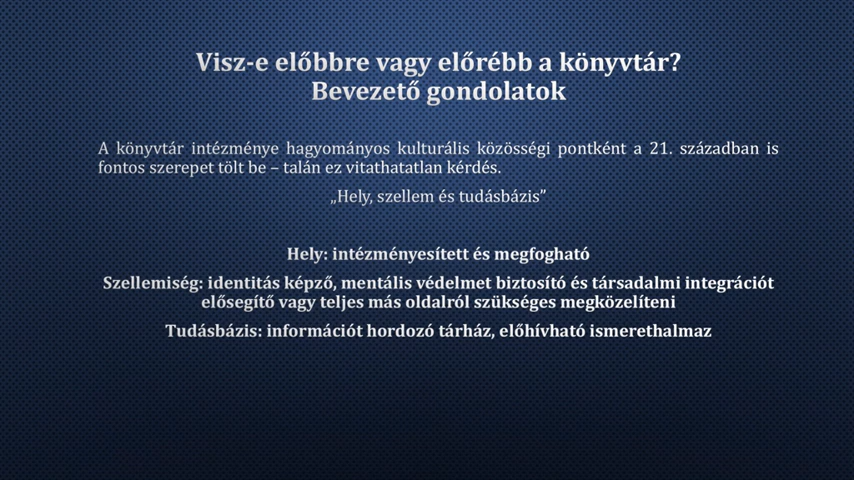 Visz-e előbbre vagy előrébb a könyvtár?
Bevezető gondolatok
A könyvtár intézménye hagyományos kulturális közösségi pontként a 21. században is
fontos szerepet tölt be – talán ez vitathatatlan kérdés.
„Hely, szellem és tudásbázis”
Hely: intézményesített és megfogható
Szellemiség: identitás képző, mentális védelmet biztosító és társadalmi integrációt
elősegítő vagy teljes más oldalról szükséges megközelíteni
Tudásbázis: információt hordozó tárház, előhívható ismerethalmaz